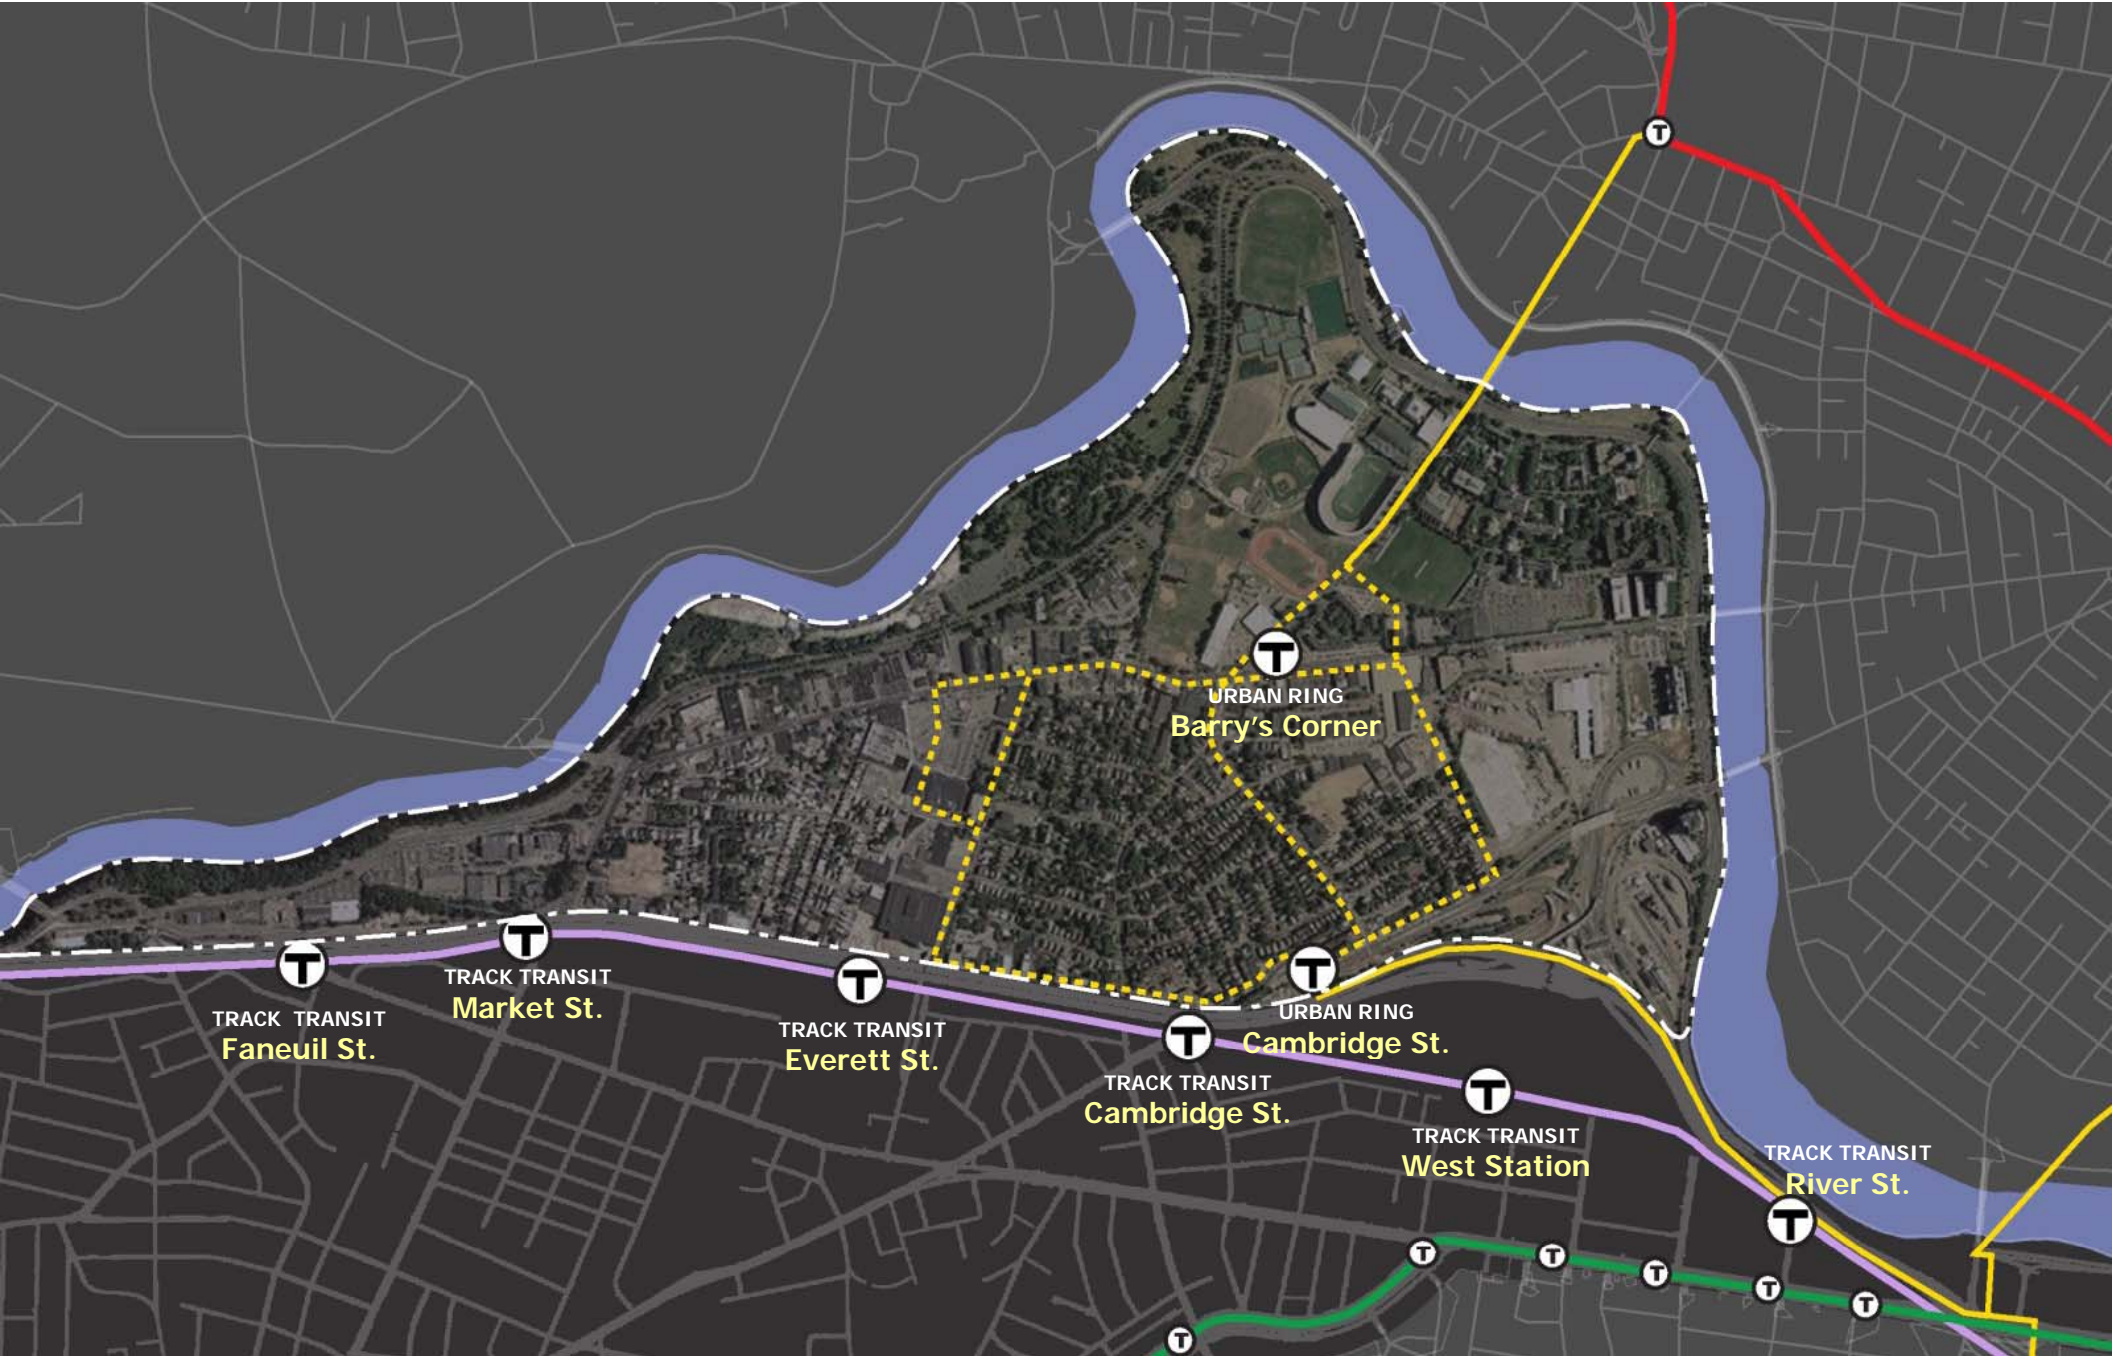 T
T
URBAN RING
Barry's Corner
T
TRACK TRANSIT
Faneuil St.
T
TRACK TRANSIT
Market St.
T
TRACK TRANSIT
Everett St.
T
URBAN RING
Cambridge St.
T
TRACK TRANSIT
Cambridge St.
T
TRACK TRANSIT
West Station
TRACK TRANSIT
River St.
T
T
T
T
T
T
T